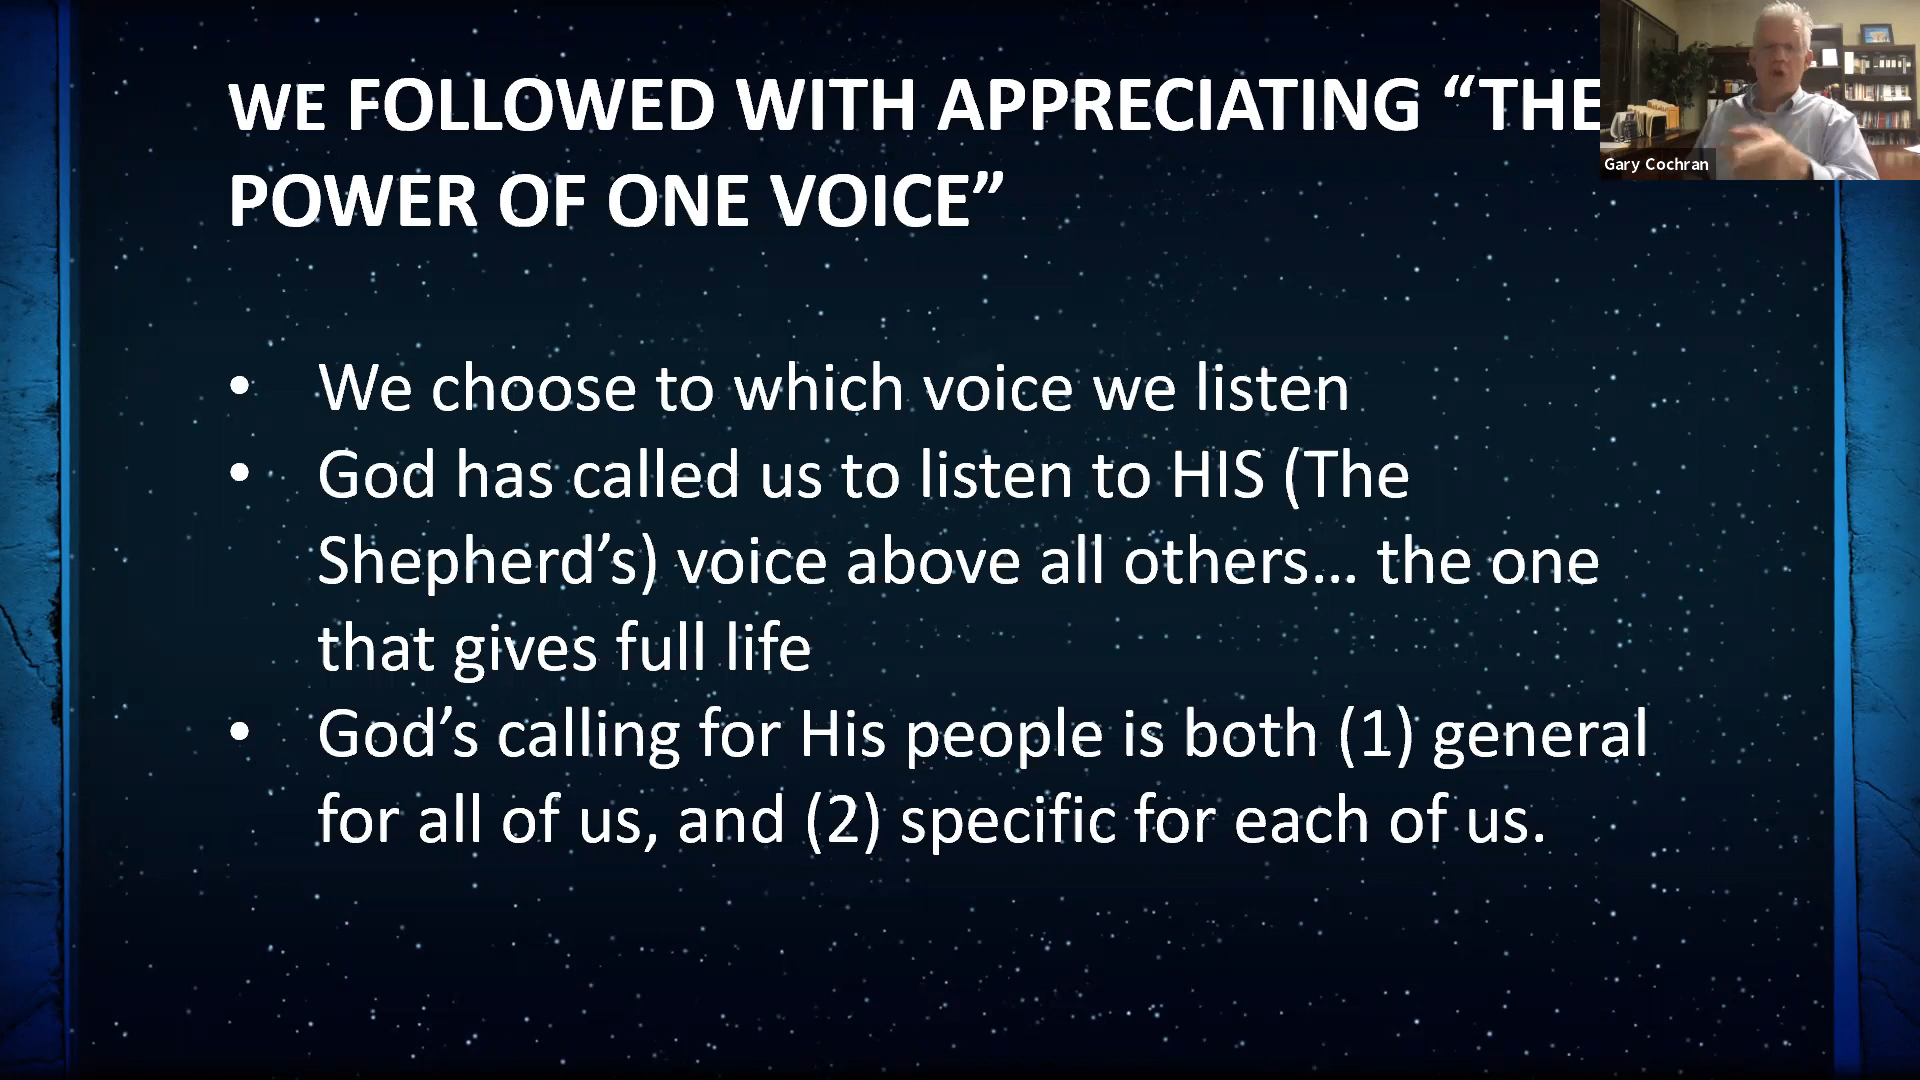 WE FOLLOWED WITH APPRECIATING “THE
POWER OF ONE VOICE”
Gary Cochran
• We choose to which voice we listen
• God has called us to listen to HIS (The
Shepherd’s) voice above all others... the one
that gives full life
• God’s calling for His people is both (1) general
for all of us, and (2) specific for each of us.